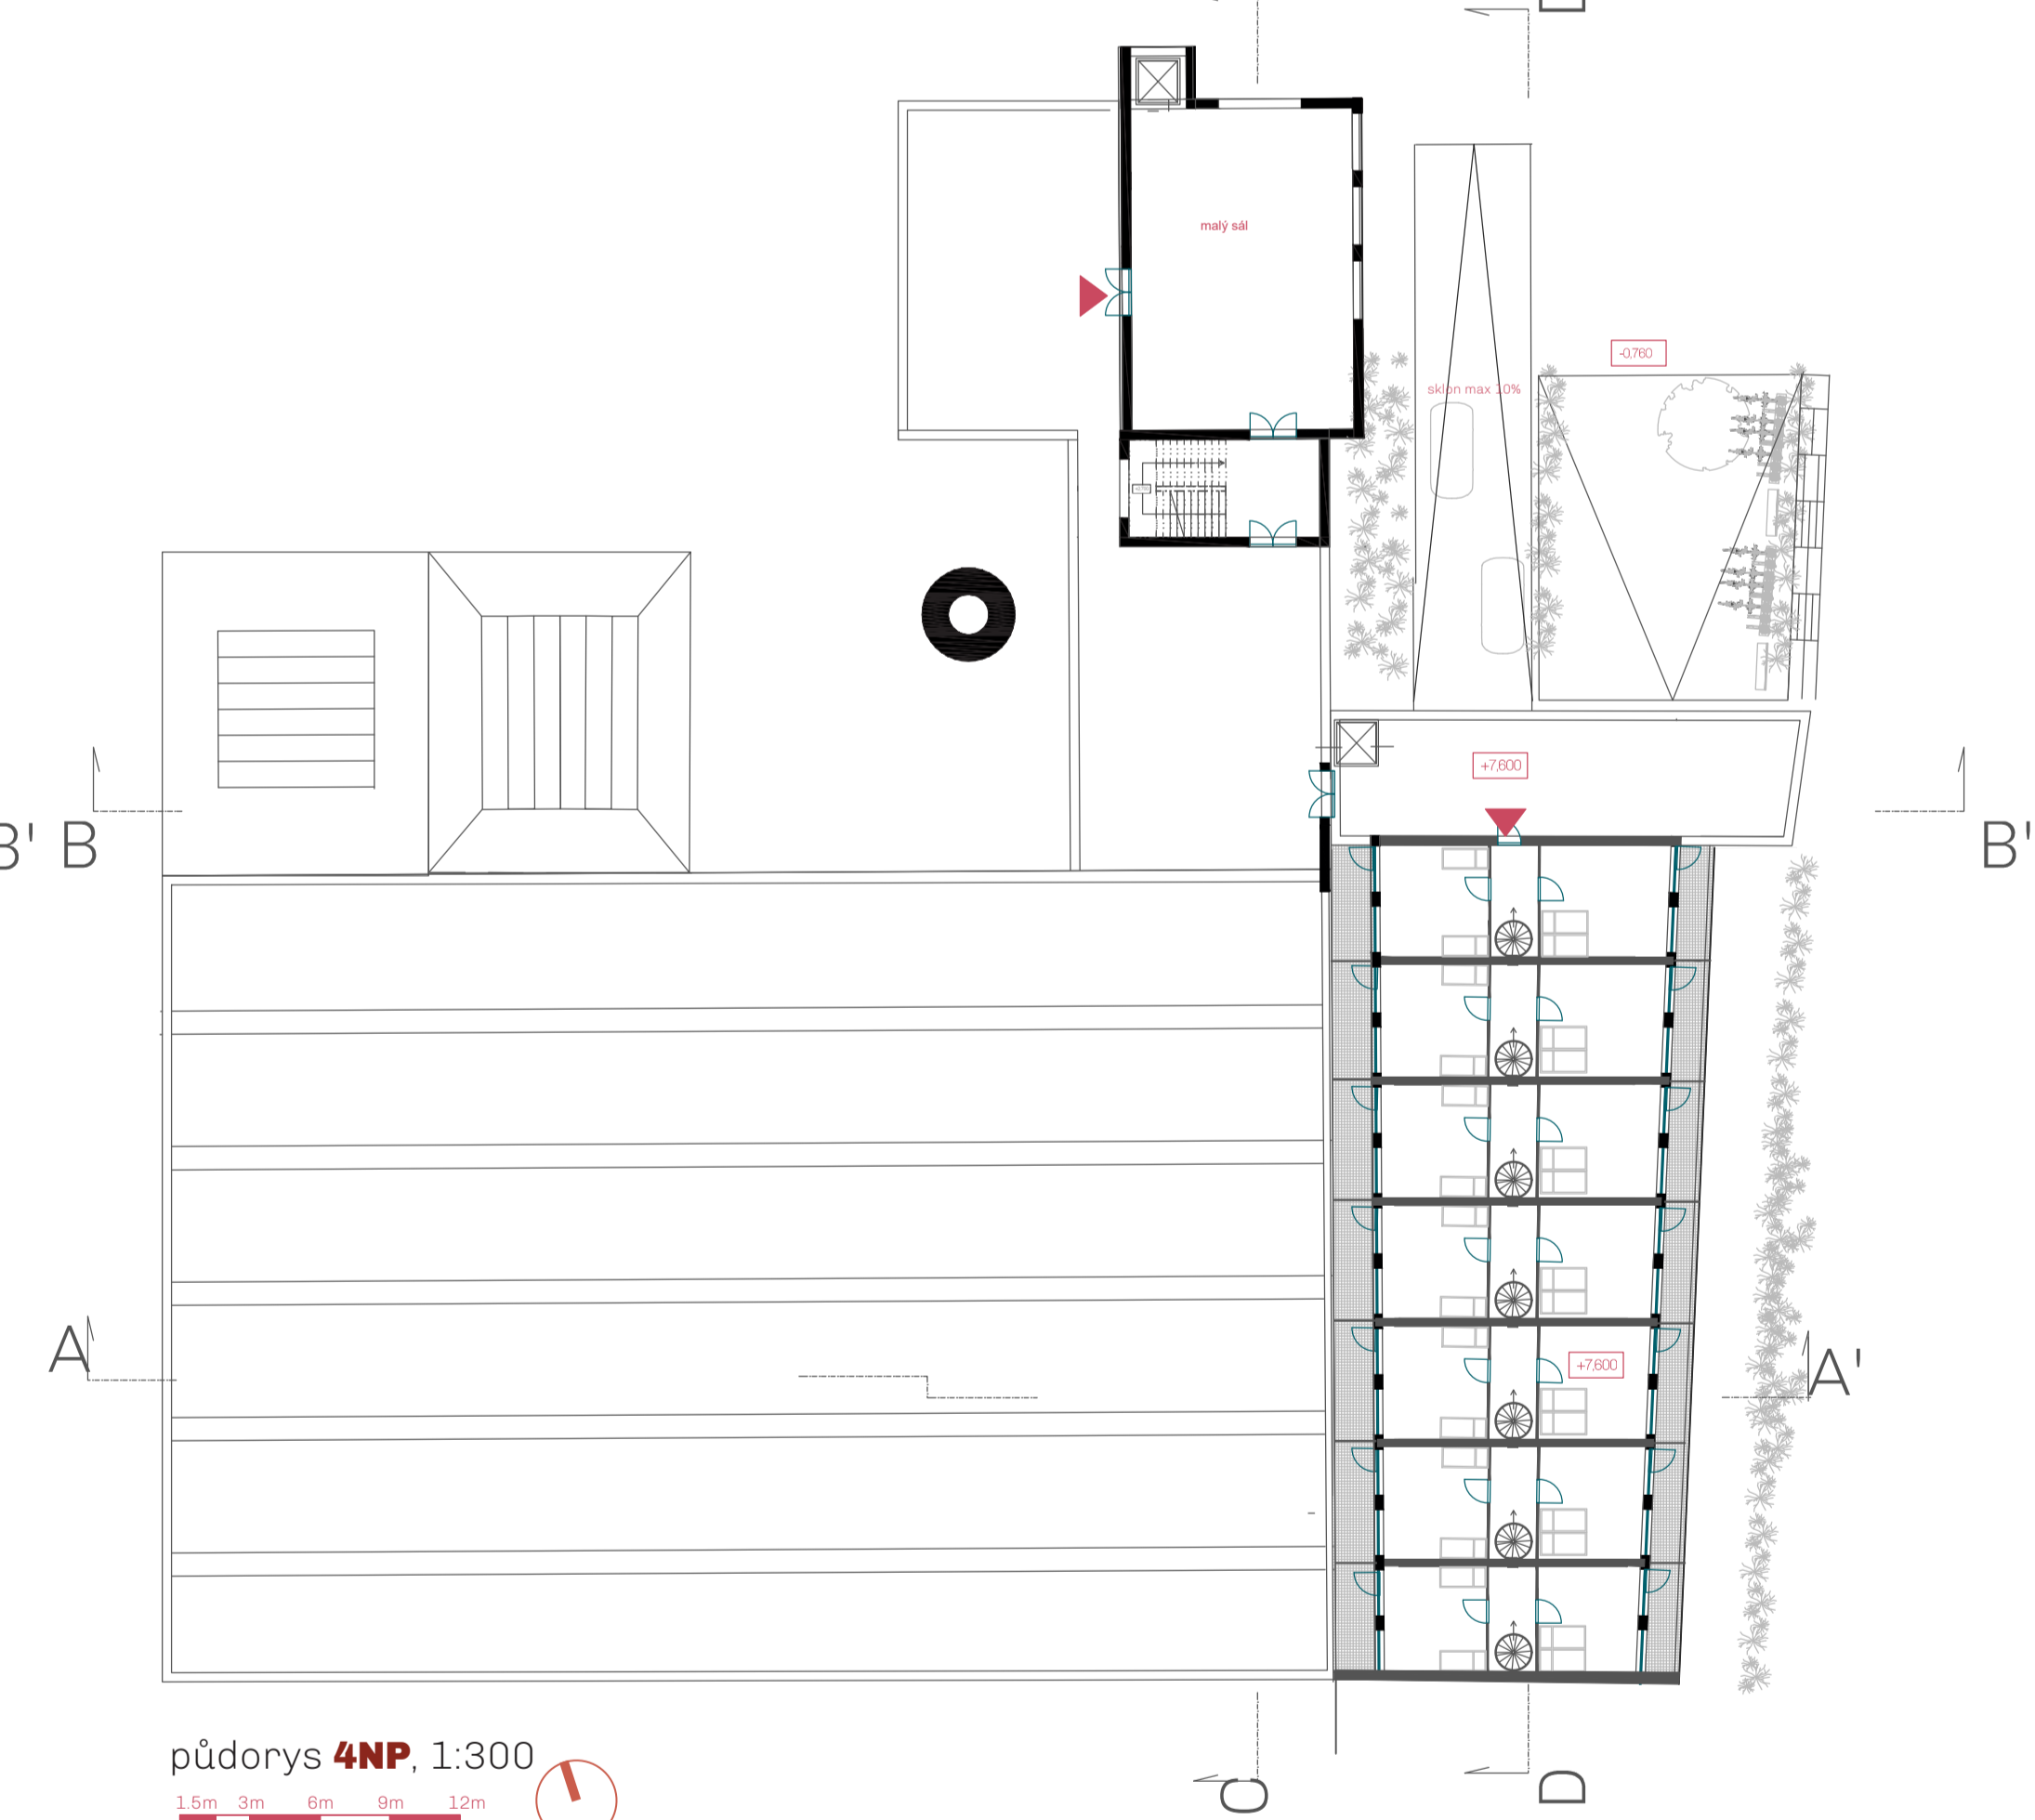 malý sál
-0,760
sklon max 10%
+7,600
B' B
B'
A
+7,600
A'
půdorys 4NP, 1:300
1.5m 3m 6m 9m 12m
D